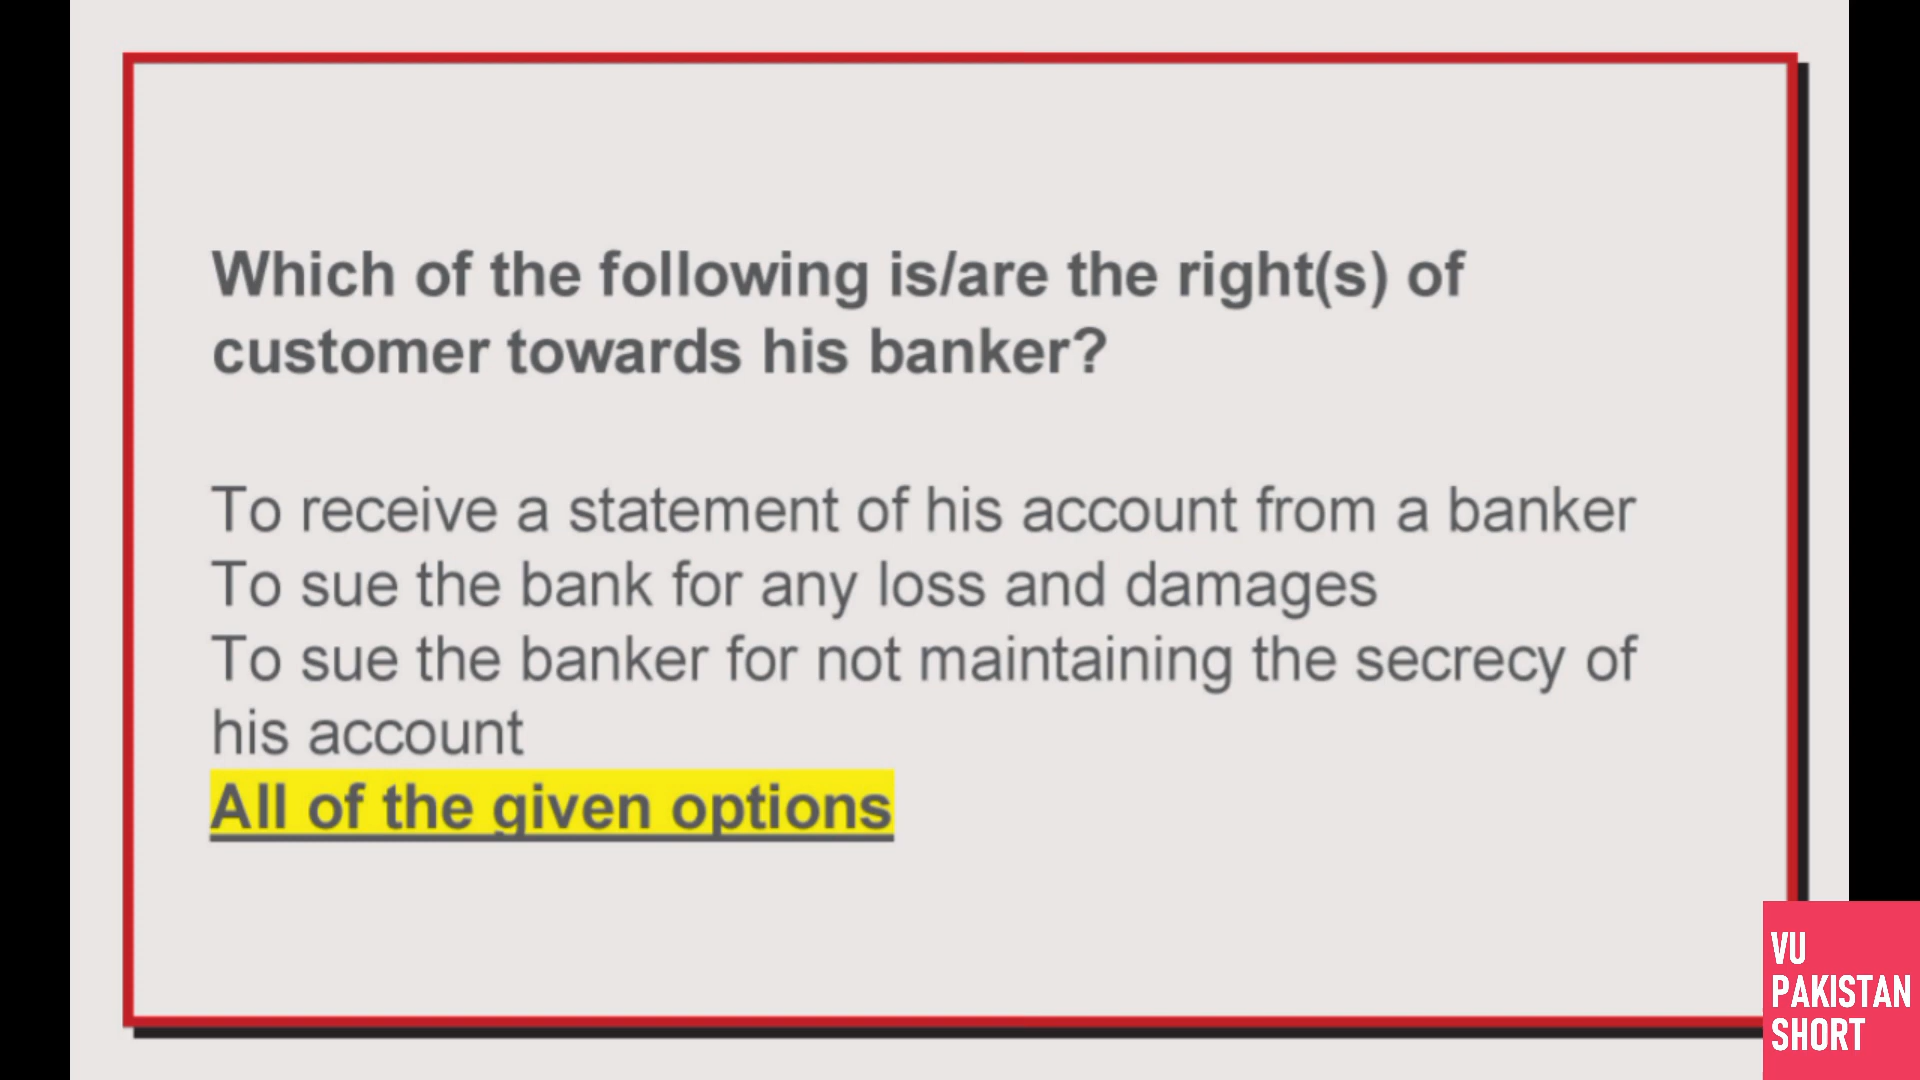 Which of the following is/are the right(s) of
customer towards his banker?
To receive a statement of his account from a banker
To sue the bank for any loss and damages
To sue the banker for not maintaining the secrecy of
his account
All of the given options
VU
PAKISTAN
SHORT